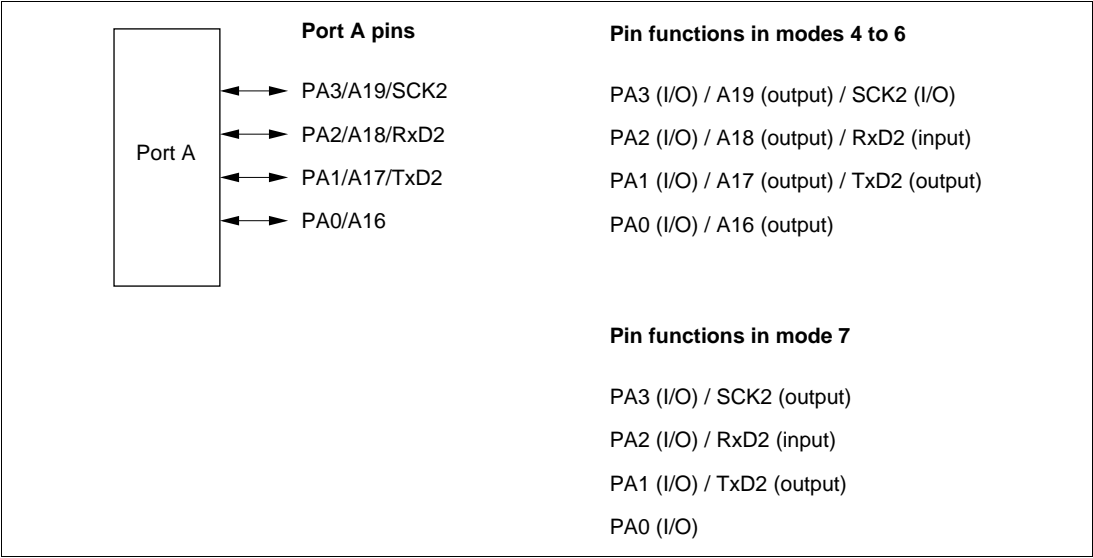 Port A
Port A pins
PA3/A19/SCK2
PA2/A18/RxD2
PA1/A17/TxD2
PA0/A16
Pin functions in modes 4 to 6
PA3 (I/O) / A19 (output) / SCK2 (I/O)
PA2 (I/O) / A18 (output) / RxD2 (input)
PA1 (I/O) / A17 (output) / TxD2 (output)
PA0 (I/O) / A16 (output)
Pin functions in mode 7
PA3 (I/O) / SCK2 (output)
PA2 (I/O) / RxD2 (input)
PA1 (I/O) / TxD2 (output)
PA0 (I/O)